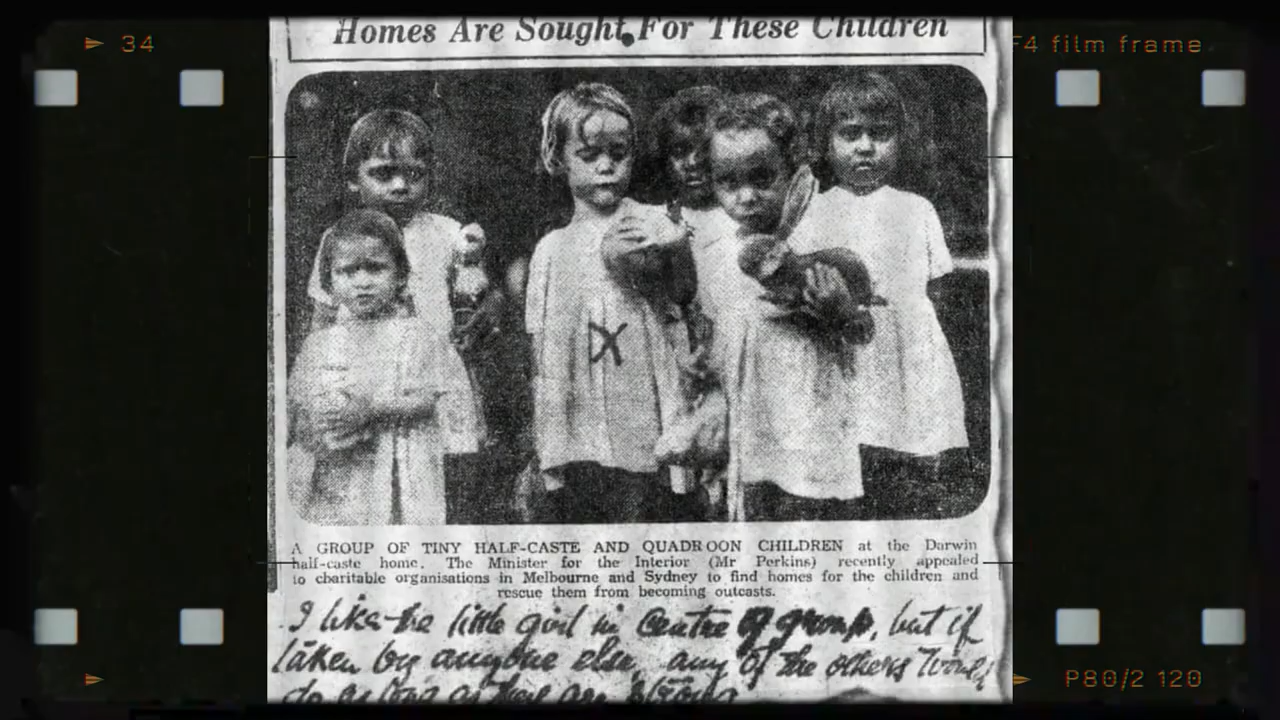 34
F4 film frame
Homes Are Sought For These Children
X
A GROUP OF TINY HALF-CASTE AND QUADROON CHILDREN at the Darwin
half-caste home. The Minister for the Interior (Mr Perkins) recently appealed
to charitable organisations in Melbourne and Sydney to find homes for the children and
rescue them from becoming outcasts.
I like the little girl in Centre of group, but if
taken by anyone else, any of the others would
do as long as they are strong
P80/2 120